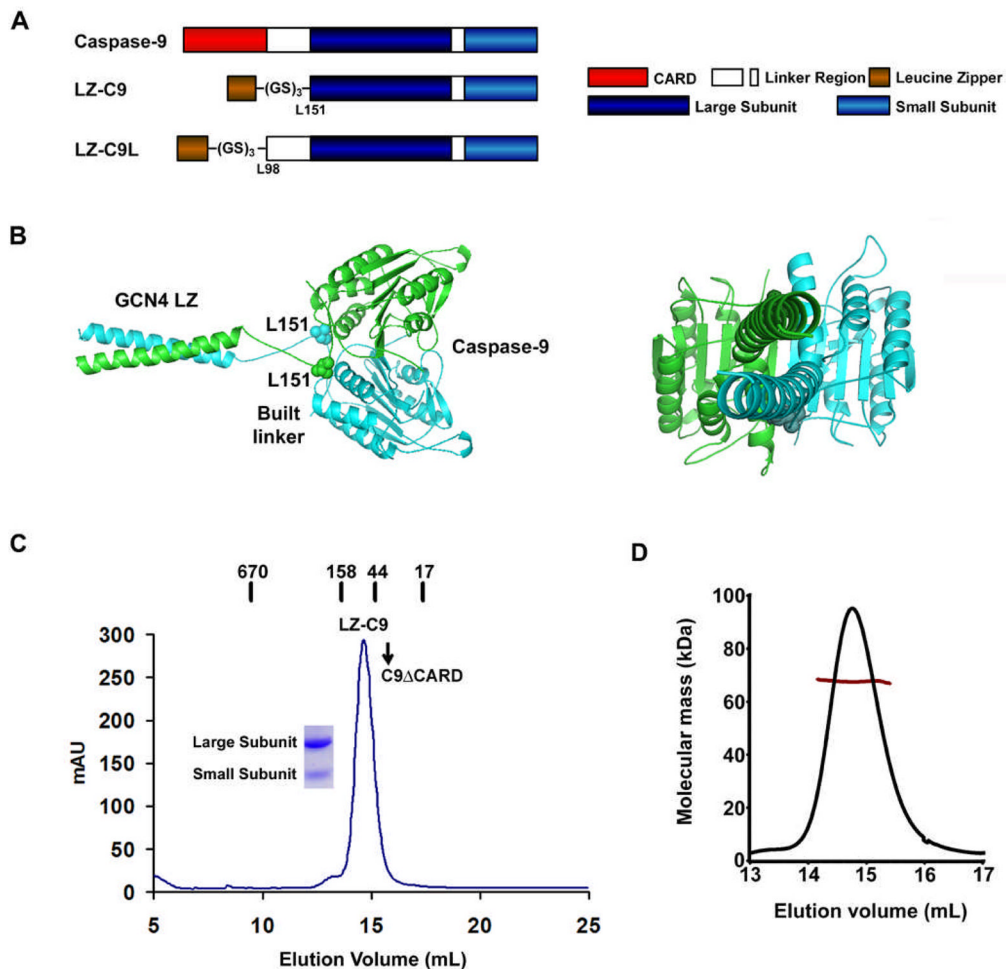 A
Caspase-9
LZ-C9
(GS)3
L151
LZ-C9L
(GS)3
L98
CARD
Linker Region
Leucine Zipper
Large Subunit
Small Subunit
B
GCN4 LZ
L151
L151
Caspase-9
Built
linker
C
670
158
44
17
LZ-C9
C9ΔCARD
Large Subunit
Small Subunit
mAU
300
250
200
150
100
50
0
5
10
15
20
25
Elution Volume (mL)
D
Molecular mass (kDa)
100
80
60
40
20
0
13
14
15
16
17
Elution volume (mL)